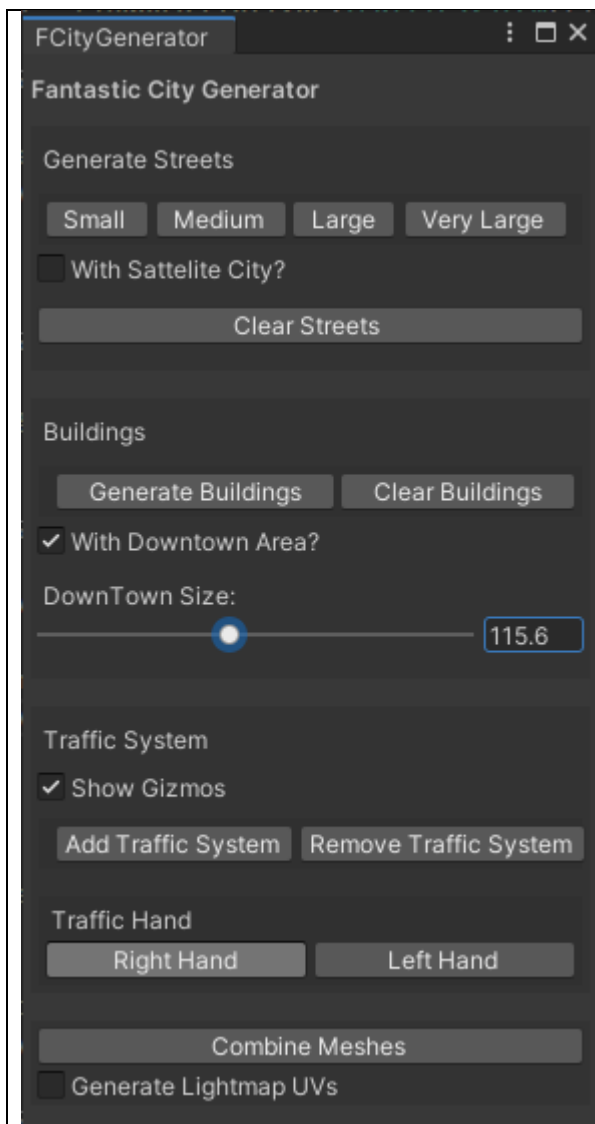 FCityGenerator
Fantastic City Generator
Generate Streets
Small Medium Large Very Large
With Sattelite City?
Clear Streets
Buildings
Generate Buildings Clear Buildings
With Downtown Area?
DownTown Size:
115.6
Traffic System
Show Gizmos
Add Traffic System Remove Traffic System
Traffic Hand
Right Hand Left Hand
Combine Meshes
Generate Lightmap UVs